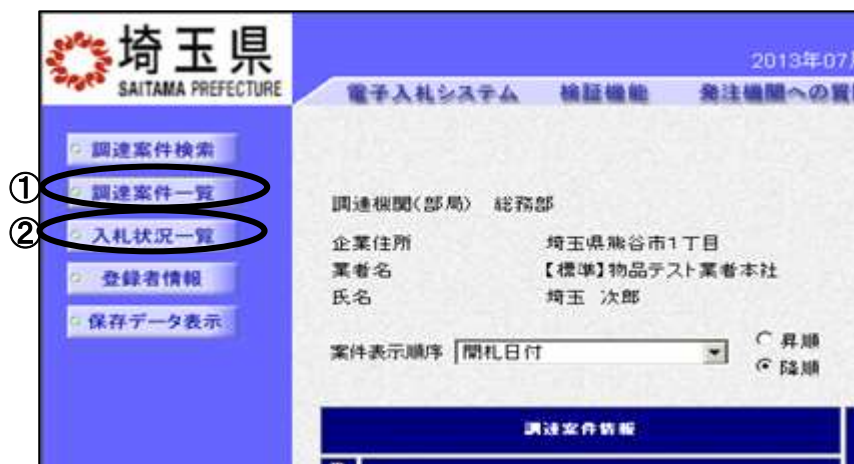 埼玉県
SAITAMA PREFECTURE
2013年07
電子入札システム 検証機能 発注機関への質
調達案件検索
① 調達案件一覧
② 入札状況一覧
登録者情報
保存データ表示
調達機関(部局) 総務部
企業住所 埼玉県熊谷市1丁目
業者名 【標準】物品テスト業者本社
氏名 埼玉 次郎
案件表示順序 開札日付
昇順
降順
調達案件情報